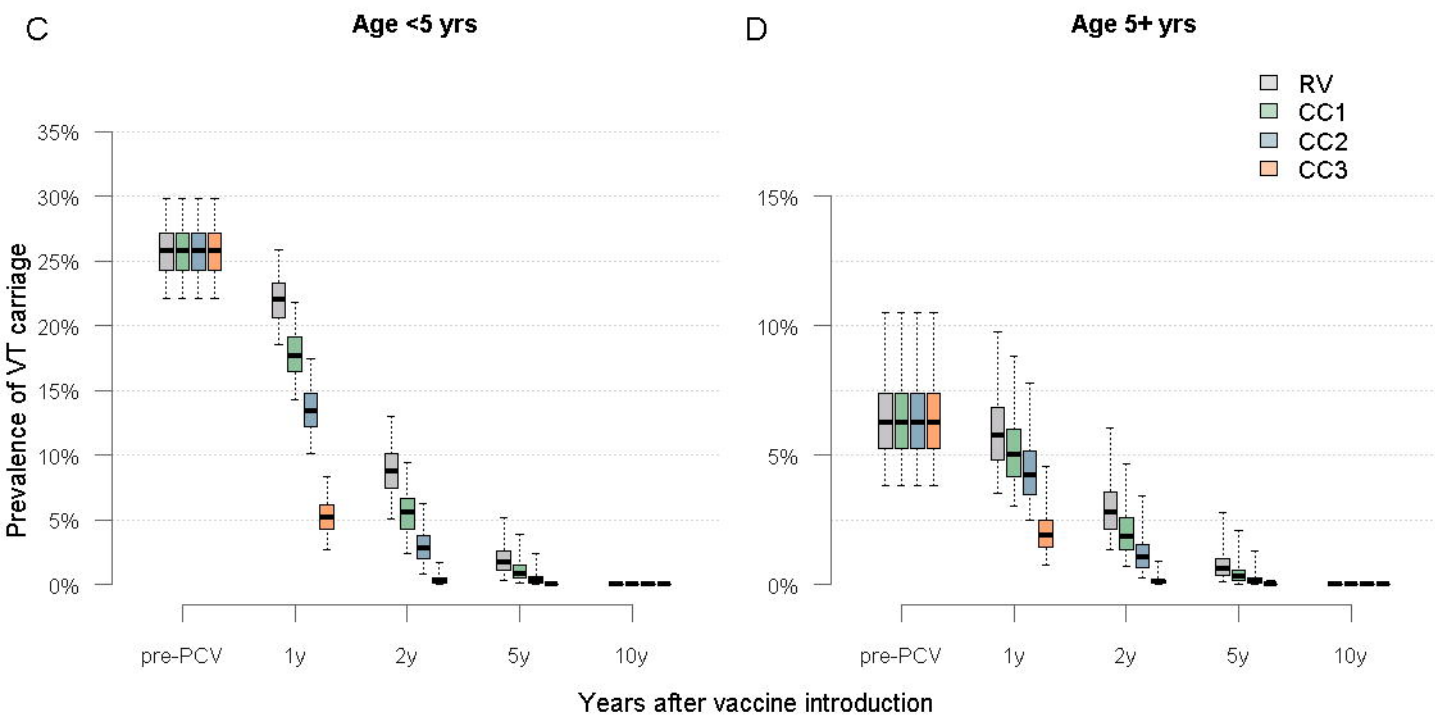 C
Age <5 yrs
35%
30%
25%
20%
15%
10%
5%
0%
Prevalence of VT carriage
pre-PCV 1y 2y 5y 10y
D
Age 5+ yrs
RV
CC1
CC2
CC3
15%
10%
5%
0%
pre-PCV 1y 2y 5y 10y
Years after vaccine introduction